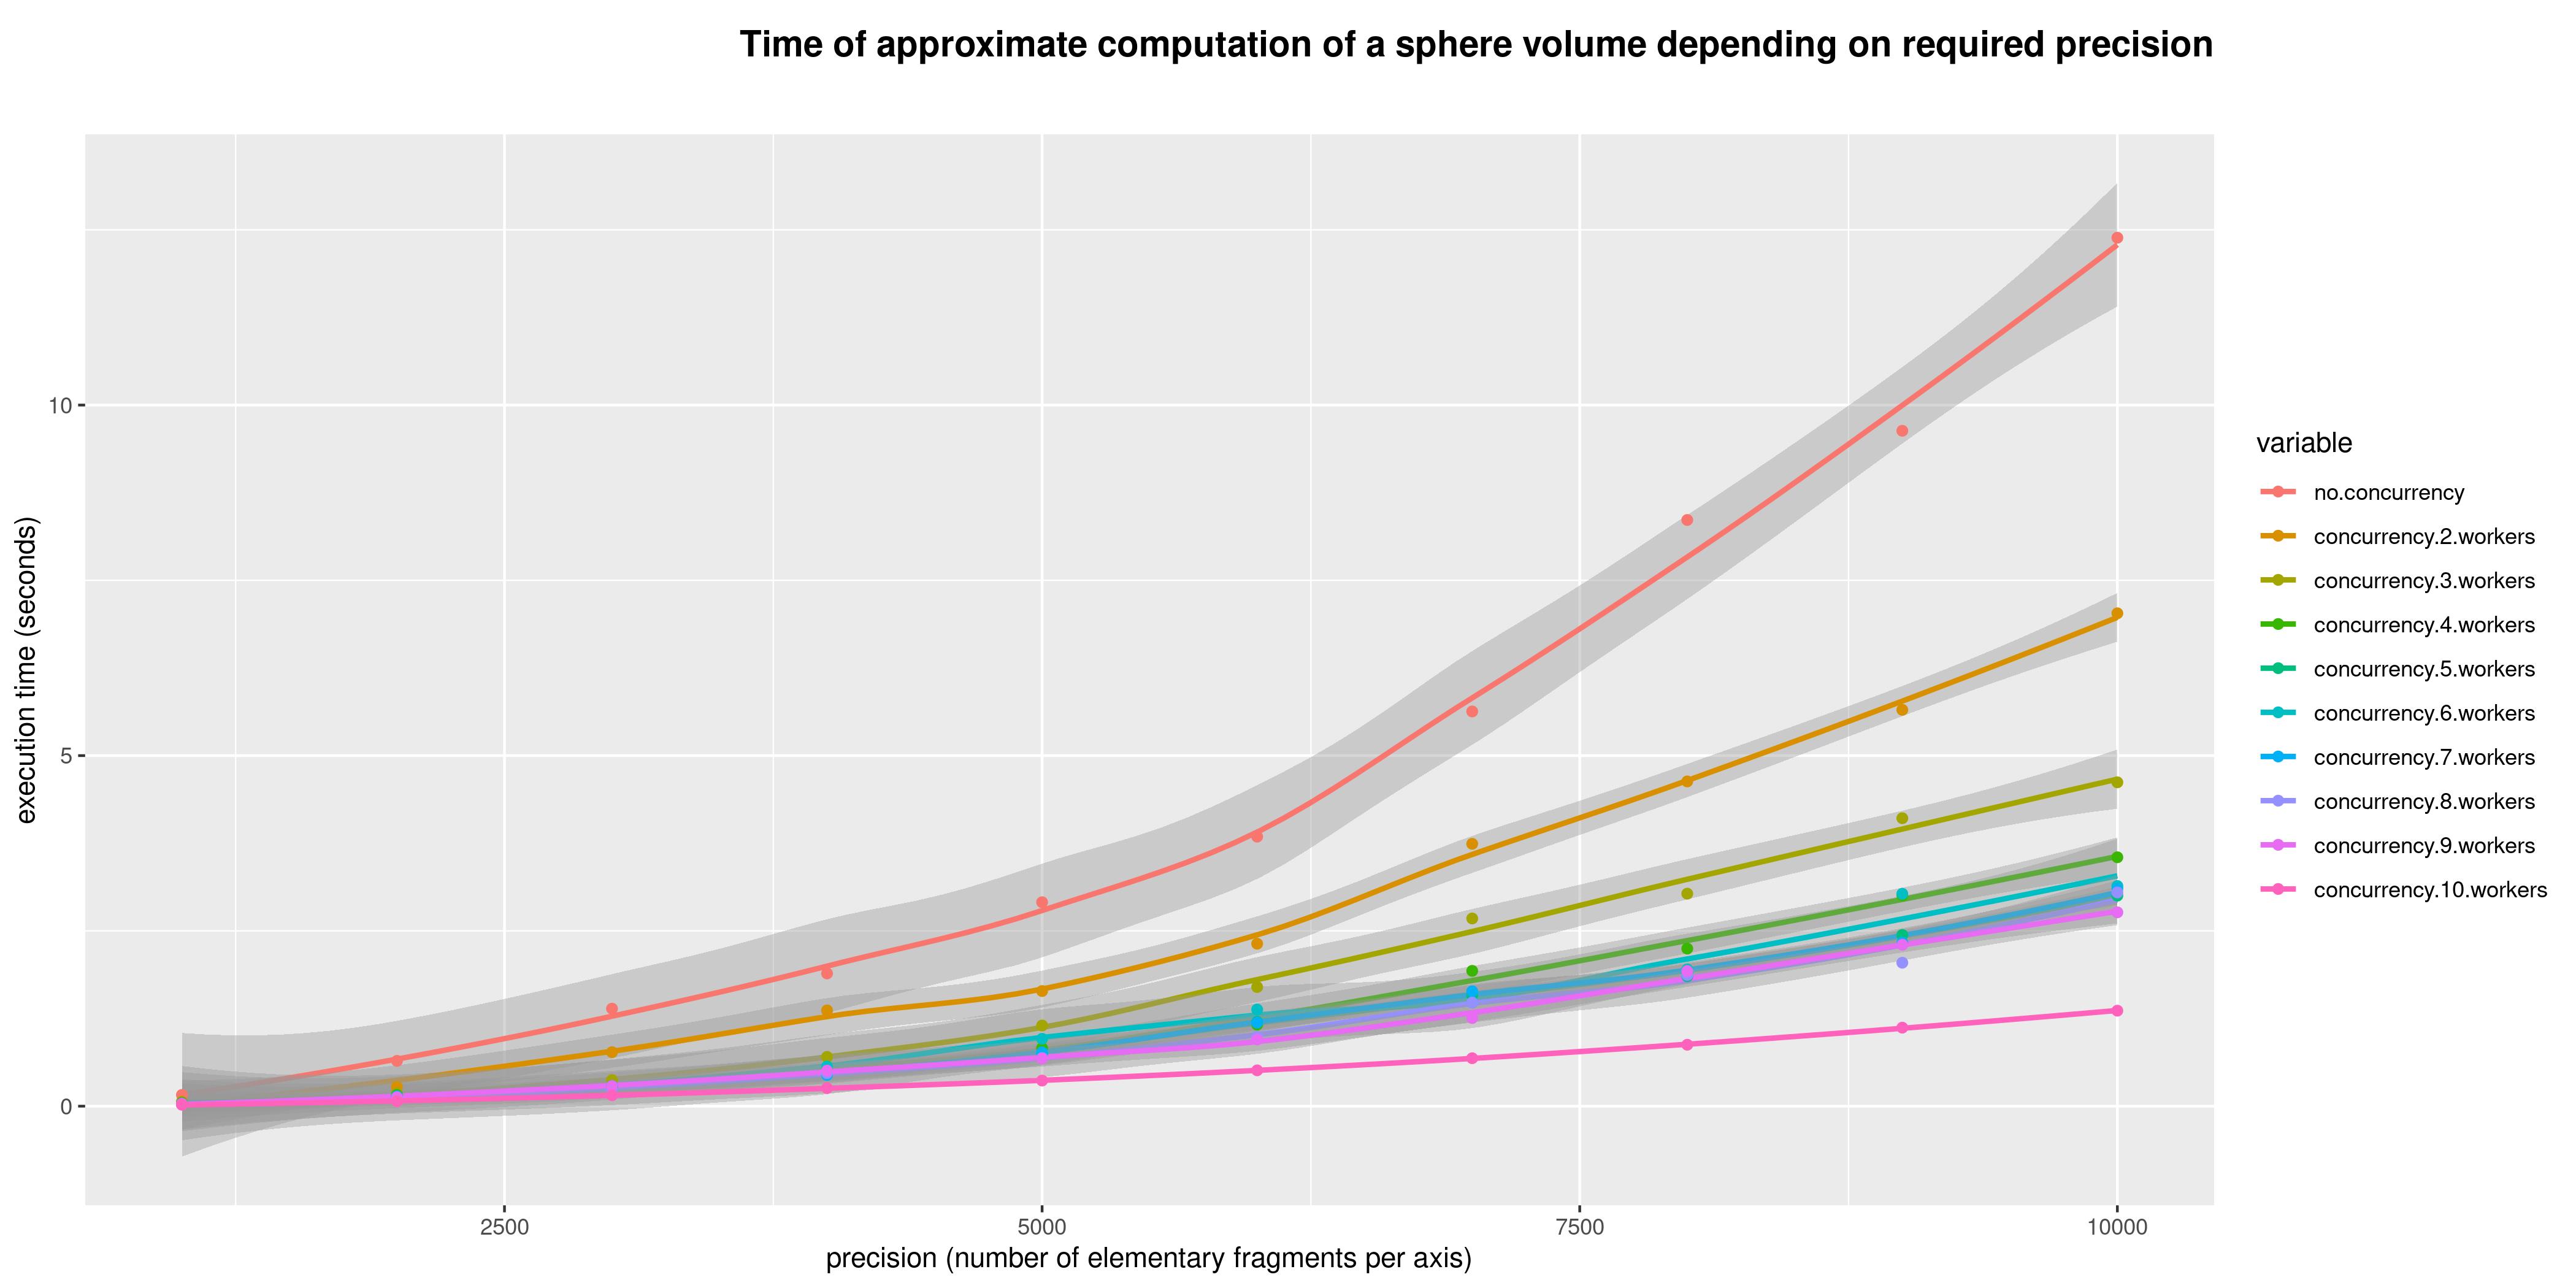 Time of approximate computation of a sphere volume depending on required precision
execution time (seconds)
10
5
0
2500 5000 7500 10000
precision (number of elementary fragments per axis)
variable
no.concurrency
concurrency.2.workers
concurrency.3.workers
concurrency.4.workers
concurrency.5.workers
concurrency.6.workers
concurrency.7.workers
concurrency.8.workers
concurrency.9.workers
concurrency.10.workers